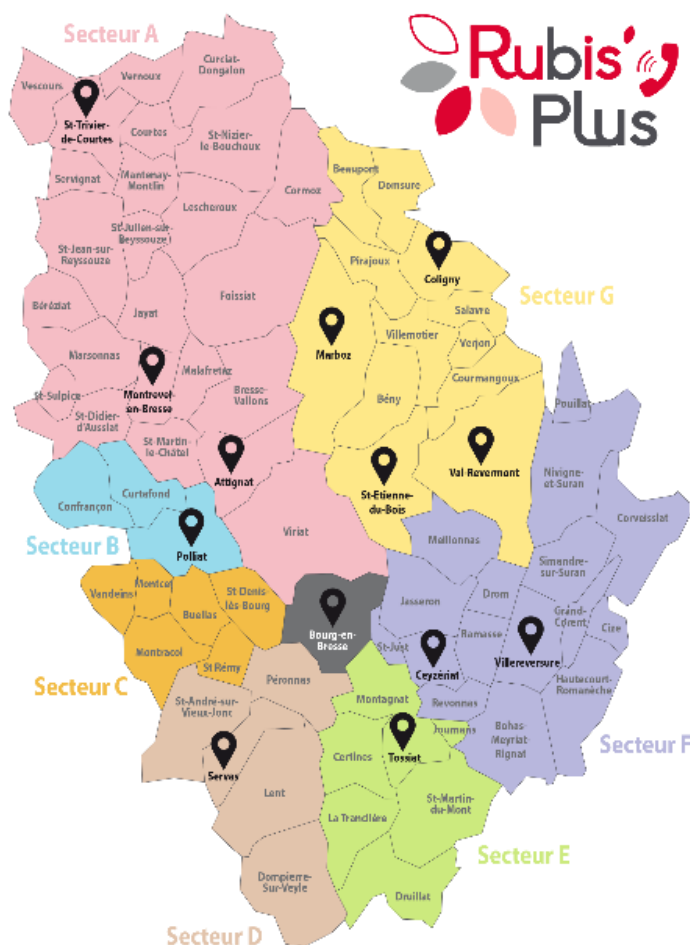 Secteur A
Rubis'
Plus
Curciat-
Dongalon
Vernoux
Vescours
St-Trivier-
de-Courtes
Courtes
St-Nizier-
le-Bouchoux
Servignat
Mantenay-
Montlin
Cormoz
Lescheroux
Beaupont
Domsure
St-Julien-sur-
Reyssouze
St-Jean-sur-
Reyssouze
Pirajoux
Coligny
Secteur G
Foissiat
Béréziat
Jayat
Salavre
Villemotier
Verjon
Marboz
Marsonnas
Malafretaz
Courmangoux
Montrevel-
en-Bresse
Bresse-
Vallons
Bény
St-Sulpice
Pouillat
St-Didier-
d'Aussiat
St-Martin-
le-Châtel
Attignat
Val-Revermont
Nivigne-
et-Suran
St-Etienne-
du-Bois
Curtafond
Confrançon
Corveissiat
Viriat
Meillonnas
Secteur B
Polliat
Simandre-
sur-Suran
Vandeins
Montcet
St-Denis-
lès-Bourg
Jasseron
Drom
Buellas
Grand-
Corent
Cize
Bourg-en-
Bresse
St-Just
Ramasse
Villereversure
Montracol
St Rémy
Ceyzériat
Hautecourt-
Romanèche
Secteur C
Péronnas
Montagnat
Revonnas
St-André-sur-
Vieux-Jonc
Journans
Bohas-
Meyriat-
Rignat
Secteur F
Servas
Certines
Tossiat
Lent
St-Martin-
du-Mont
La Tranclière
Secteur E
Dompierre-
Sur-Veyle
Druillat
Secteur D